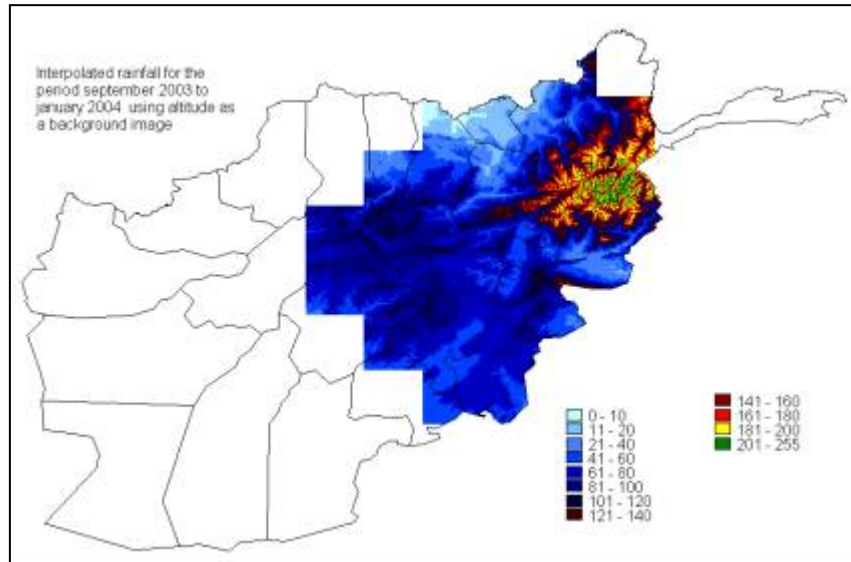 Interpolated rainfall for the
period september 2003 to
january 2004 using altitude as
a background image
0 - 10
11 - 20
21 - 40
41 - 60
61 - 80
81 - 100
101 - 120
121 - 140
141 - 160
161 - 180
181 - 200
201 - 255